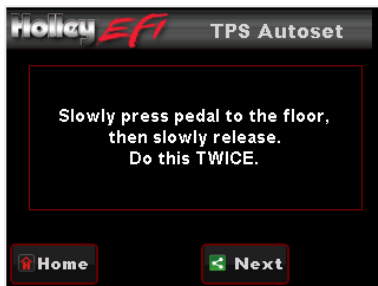 Holley EFI TPS Autoset
Slowly press pedal to the floor,
then slowly release.
Do this TWICE.
Home Next